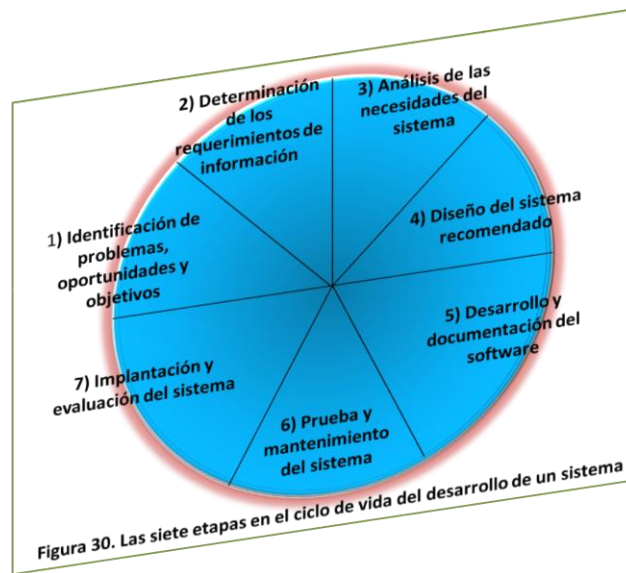 1) Identificación de
problemas,
oportunidades y
objetivos
2) Determinación
de los
requerimientos de
información
3) Análisis de las
necesidades del
sistema
4) Diseño del sistema
recomendado
5) Desarrollo y
documentación del
software
6) Prueba y
mantenimiento
del sistema
7) Implantación y
evaluación del sistema
Figura 30. Las siete etapas en el ciclo de vida del desarrollo de un sistema